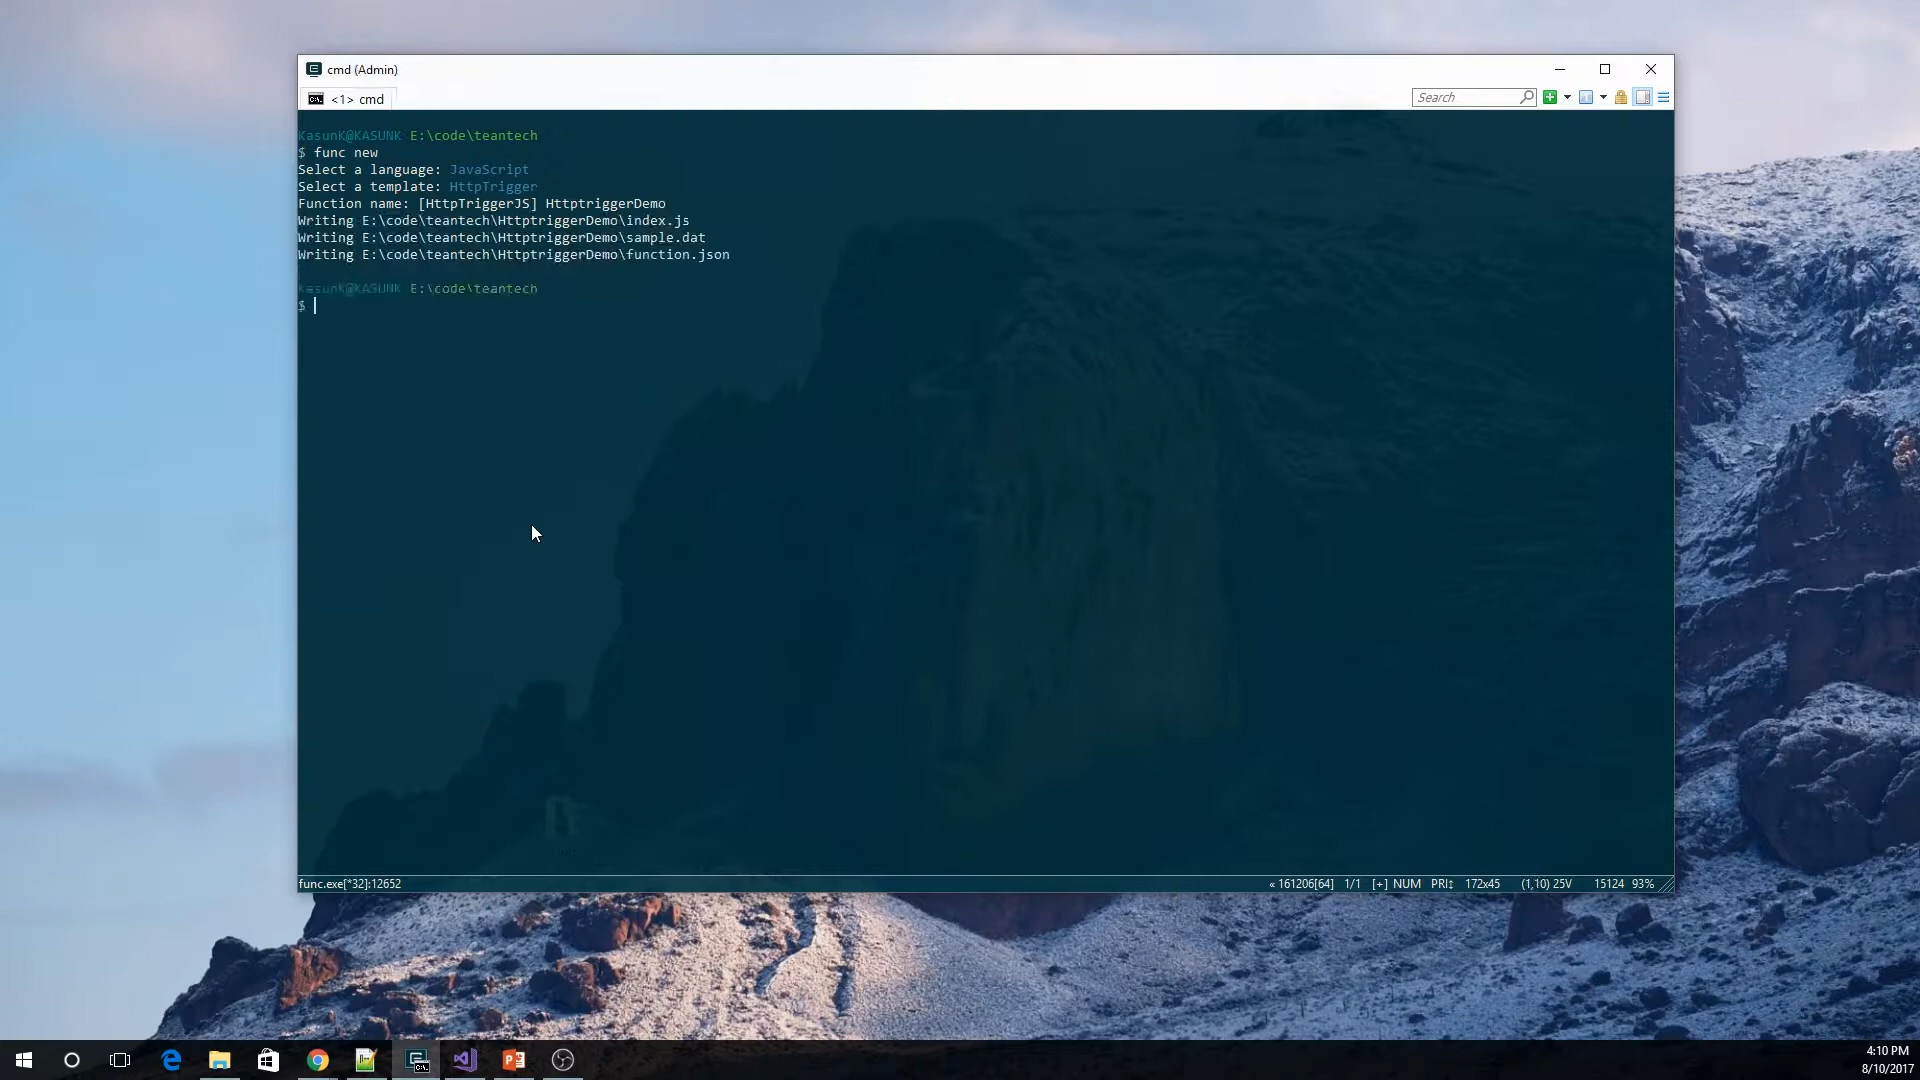 cmd (Admin)
<1> cmd
Search
KasunK@KASUNK E:\code\teantech
$ func new
Select a language: JavaScript
Select a template: HttpTrigger
Function name: [HttpTriggerJS] HttptriggerDemo
Writing E:\code\teantech\HttptriggerDemo\index.js
Writing E:\code\teantech\HttptriggerDemo\sample.dat
Writing E:\code\teantech\HttptriggerDemo\function.json
KasunK@KASUNK E:\code\teantech
$
func.exe[*32]:12652 « 161206[64] 1/1 [+] NUM PRI↕ 172x45 (1,10) 25V 15124 93%
4:10 PM
8/10/2017